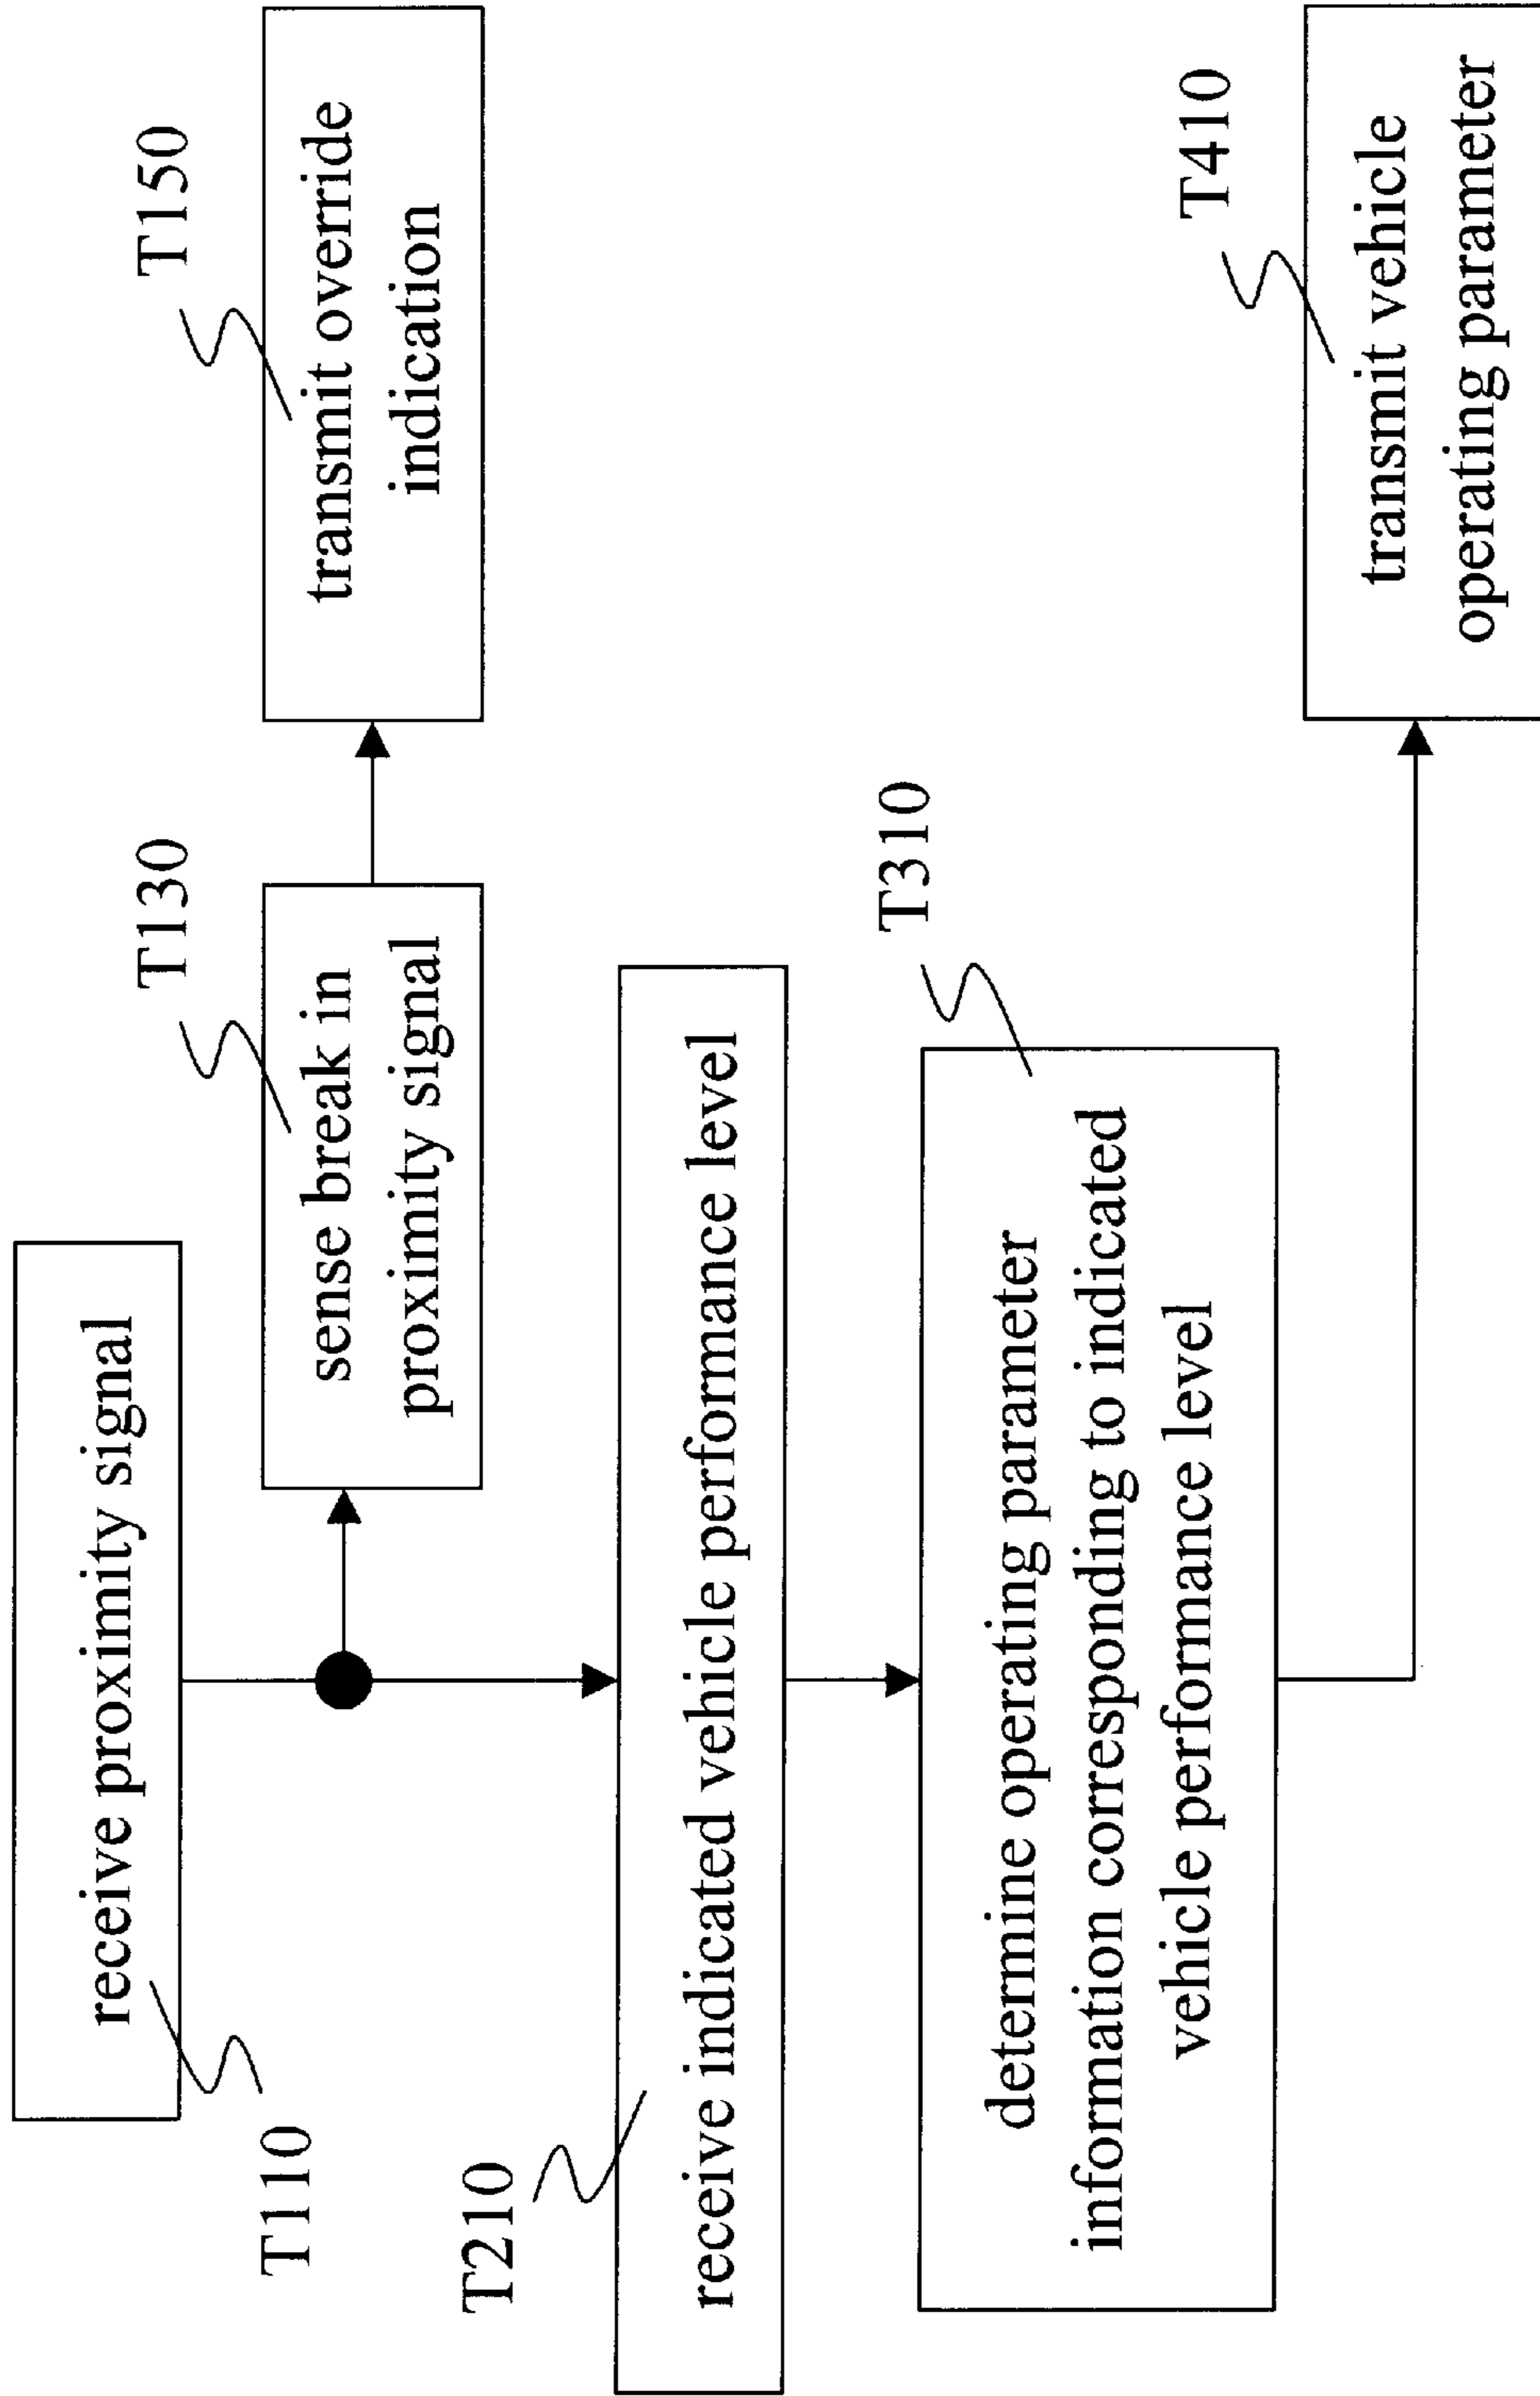 receive proximity signal
T110
T130
sense break in
proximity signal
T150
transmit override
indication
T210
receive indicated vehicle performance level
T310
determine operating parameter
information corresponding to indicated
vehicle performance level
T410
transmit vehicle
operating parameter